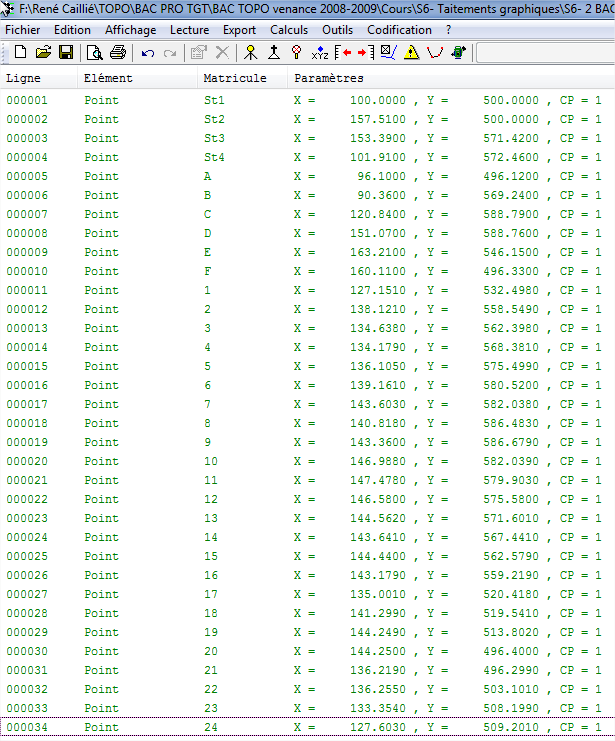 F:\René Caillié\TOPO\BAC PRO TGT\BAC TOPO venance 2008-2009\Cours\S6- Taitements graphiques\S6- 2 BAC
Fichier Edition Affichage Lecture Export Calculs Outils Codification ?
XYZ
Ligne Elément Matricule Paramètres
000001 Point St1 X = 100.0000 , Y = 500.0000 , CP = 1
000002 Point St2 X = 157.5100 , Y = 500.0000 , CP = 1
000003 Point St3 X = 153.3900 , Y = 571.4200 , CP = 1
000004 Point St4 X = 101.9100 , Y = 572.4600 , CP = 1
000005 Point A X = 96.1000 , Y = 496.1200 , CP = 1
000006 Point B X = 90.3600 , Y = 569.2400 , CP = 1
000007 Point C X = 120.8400 , Y = 588.7900 , CP = 1
000008 Point D X = 151.0700 , Y = 588.7600 , CP = 1
000009 Point E X = 163.2100 , Y = 546.1500 , CP = 1
000010 Point F X = 160.1100 , Y = 496.3300 , CP = 1
000011 Point 1 X = 127.1510 , Y = 532.4980 , CP = 1
000012 Point 2 X = 138.1210 , Y = 558.5490 , CP = 1
000013 Point 3 X = 134.6380 , Y = 562.3980 , CP = 1
000014 Point 4 X = 134.1790 , Y = 568.3810 , CP = 1
000015 Point 5 X = 136.1050 , Y = 575.4990 , CP = 1
000016 Point 6 X = 139.1610 , Y = 580.5200 , CP = 1
000017 Point 7 X = 143.6030 , Y = 582.0380 , CP = 1
000018 Point 8 X = 140.8180 , Y = 586.4830 , CP = 1
000019 Point 9 X = 143.3600 , Y = 586.6790 , CP = 1
000020 Point 10 X = 146.9880 , Y = 582.0390 , CP = 1
000021 Point 11 X = 147.4780 , Y = 579.9030 , CP = 1
000022 Point 12 X = 146.5800 , Y = 575.5800 , CP = 1
000023 Point 13 X = 144.5620 , Y = 571.6010 , CP = 1
000024 Point 14 X = 143.6410 , Y = 567.4410 , CP = 1
000025 Point 15 X = 144.4400 , Y = 562.5790 , CP = 1
000026 Point 16 X = 143.1790 , Y = 559.2190 , CP = 1
000027 Point 17 X = 135.0010 , Y = 520.4180 , CP = 1
000028 Point 18 X = 141.2990 , Y = 519.5410 , CP = 1
000029 Point 19 X = 144.2490 , Y = 513.8020 , CP = 1
000030 Point 20 X = 144.2500 , Y = 496.4000 , CP = 1
000031 Point 21 X = 136.2190 , Y = 496.2990 , CP = 1
000032 Point 22 X = 136.2550 , Y = 503.1010 , CP = 1
000033 Point 23 X = 133.3540 , Y = 508.1990 , CP = 1
000034 Point 24 X = 127.6030 , Y = 509.2010 , CP = 1